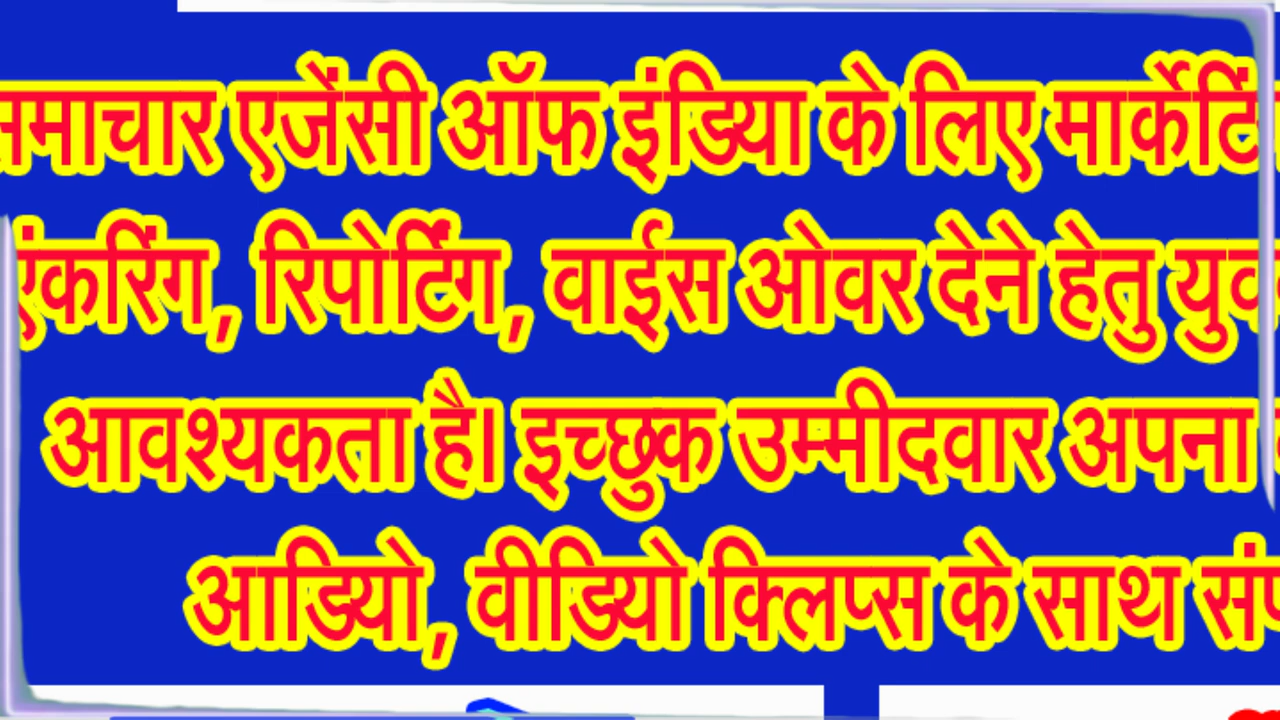 समाचार एजेंसी ऑफ इंडिया के लिए
एंकरिंग, रिपोर्टिंग, वाईस ओवर देने हेतु
आवश्यकता है। इच्छुक उम्मीदवार अपना
आडियो, वीडियो क्लिप्स के साथ